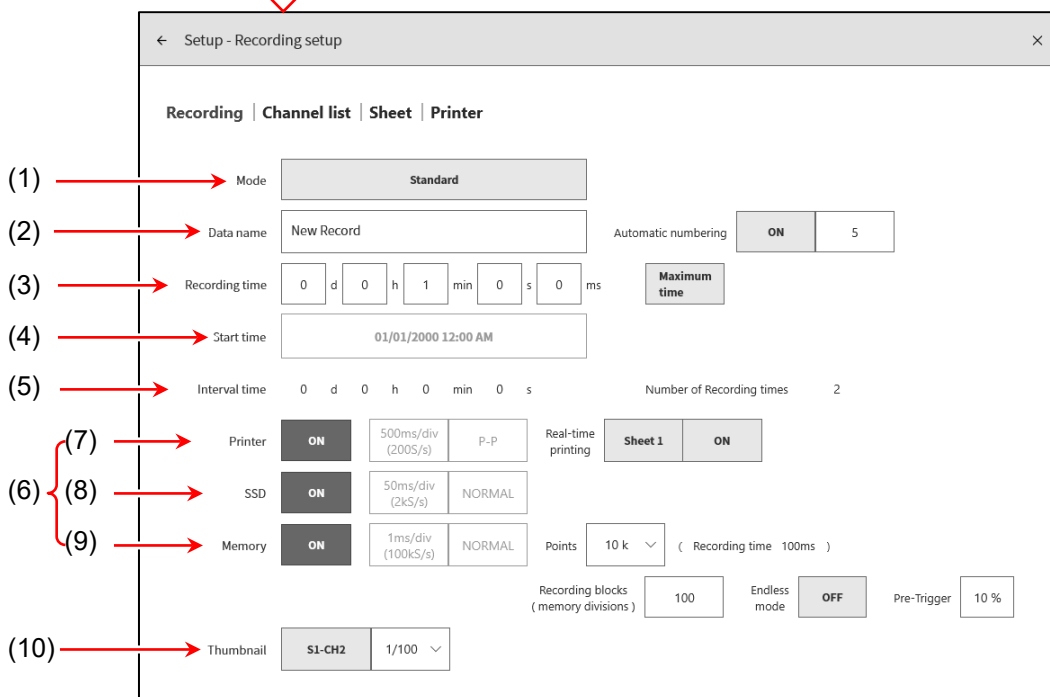 ← Setup - Recording setup ×
Recording | Channel list | Sheet | Printer
(1) Mode Standard
(2) Data name New Record Automatic numbering ON 5
(3) Recording time 0 d 0 h 1 min 0 s 0 ms Maximum time
(4) Start time 01/01/2000 12:00 AM
(5) Interval time 0 d 0 h 0 min 0 s Number of Recording times 2
(6)
(7) Printer ON 500ms/div (200S/s) P-P Real-time printing Sheet 1 ON
(8) SSD ON 50ms/div (2kS/s) NORMAL
(9) Memory ON 1ms/div (100kS/s) NORMAL Points 10 k ( Recording time 100ms )
Recording blocks ( memory divisions ) 100 Endless mode OFF Pre-Trigger 10 %
(10) Thumbnail S1-CH2 1/100